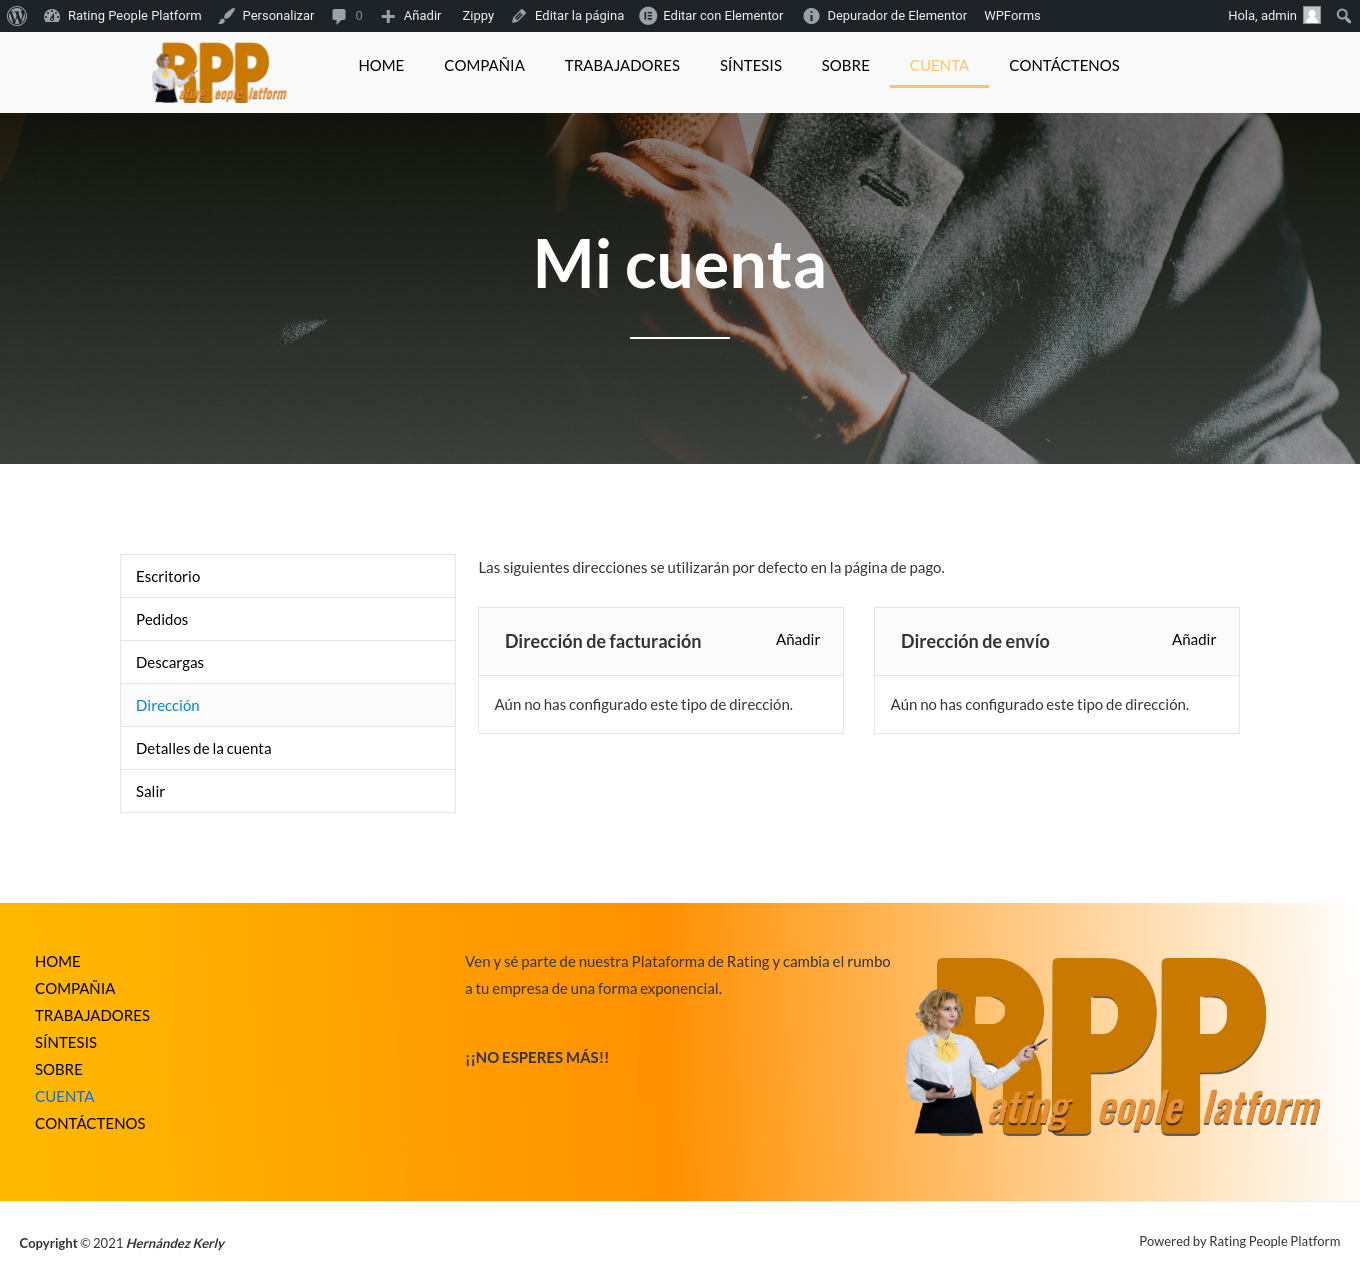 Rating People Platform Personalizar 0 Añadir Zippy Editar la página Editar con Elementor Depurador de Elementor WPForms Hola, admin
RPP
ating eople latform
HOME COMPAÑIA TRABAJADORES SÍNTESIS SOBRE CUENTA CONTÁCTENOS
Mi cuenta
Escritorio
Pedidos
Descargas
Dirección
Detalles de la cuenta
Salir
Las siguientes direcciones se utilizarán por defecto en la página de pago.
Dirección de facturación Añadir
Aún no has configurado este tipo de dirección.
Dirección de envío Añadir
Aún no has configurado este tipo de dirección.
HOME
COMPAÑIA
TRABAJADORES
SÍNTESIS
SOBRE
CUENTA
CONTÁCTENOS
Ven y sé parte de nuestra Plataforma de Rating y cambia el rumbo
a tu empresa de una forma exponencial.
¡¡NO ESPERES MÁS!!
RPP
ating eople latform
Copyright © 2021 Hernández Kerly
Powered by Rating People Platform